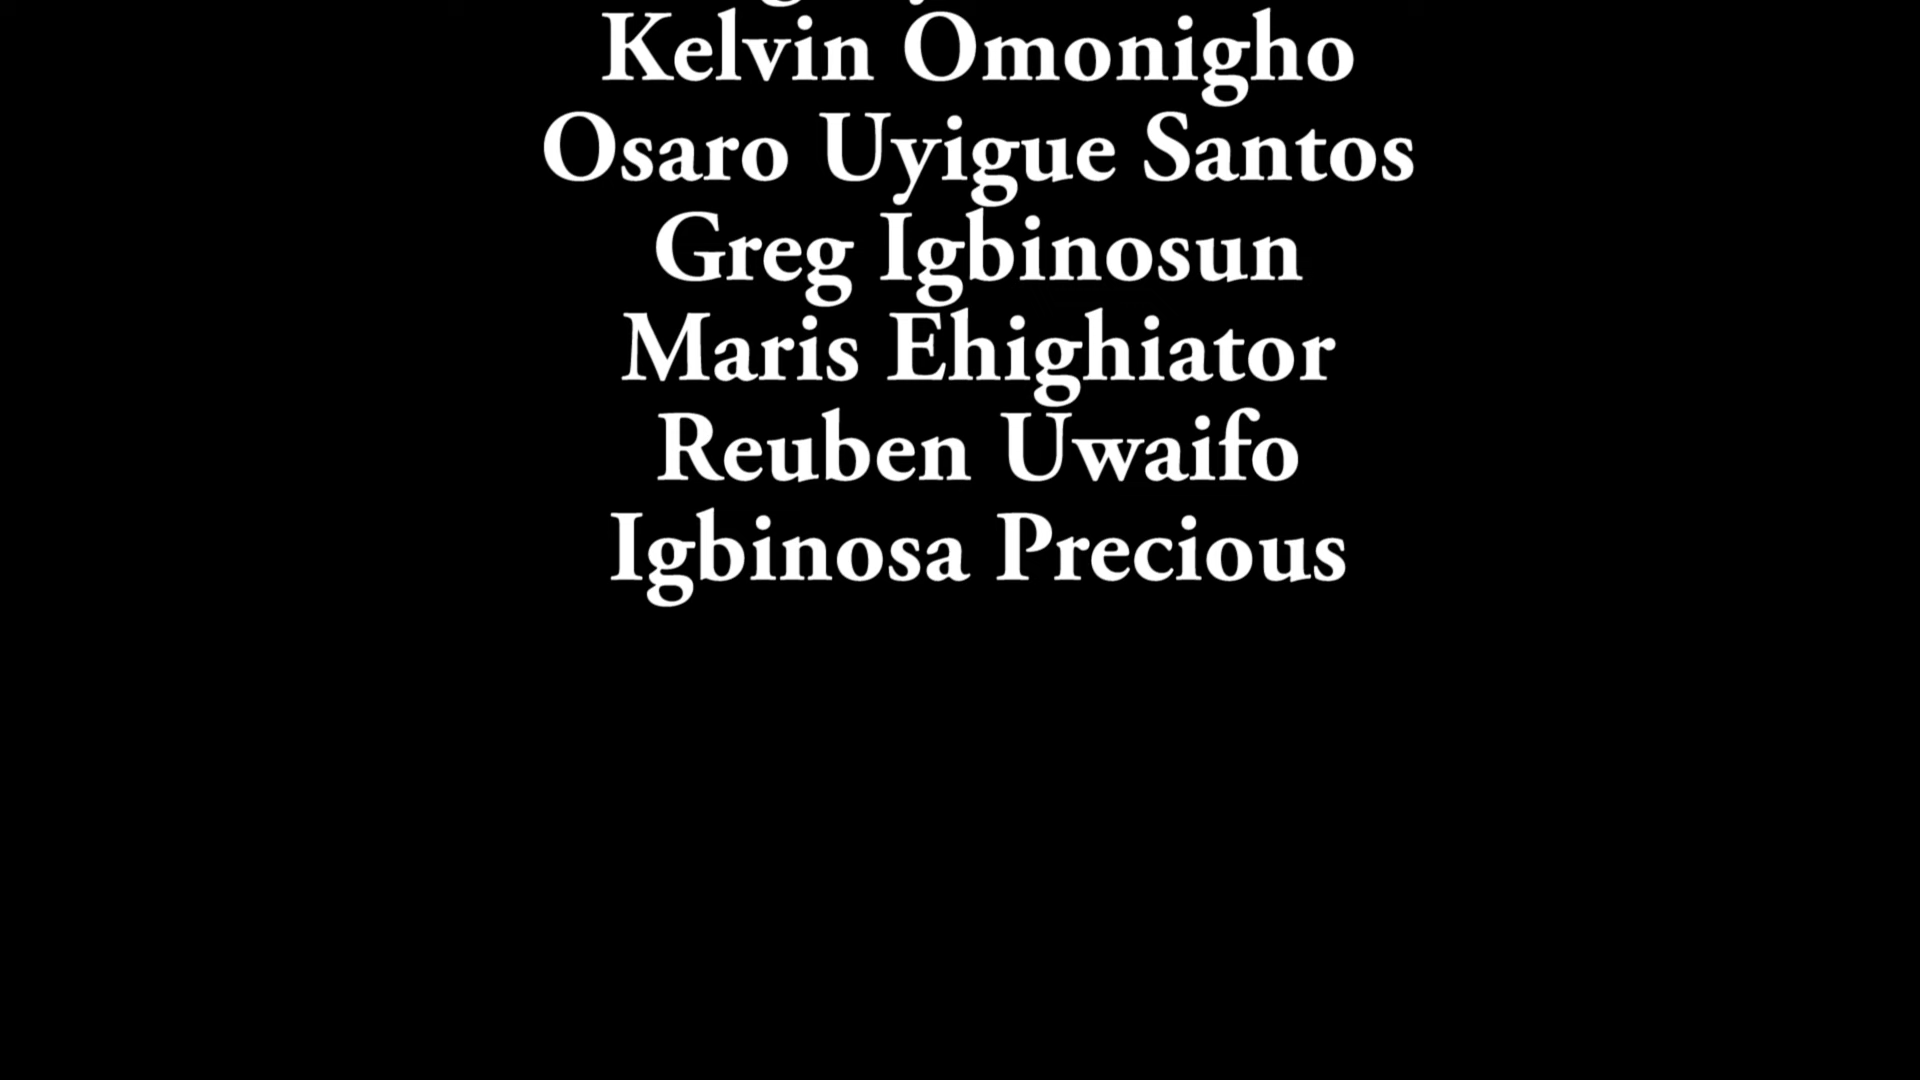 Kelvin Omonigho
Osaro Uyigue Santos
Greg Igbinosun
Maris Ehighiator
Reuben Uwaifo
Igbinosa Precious